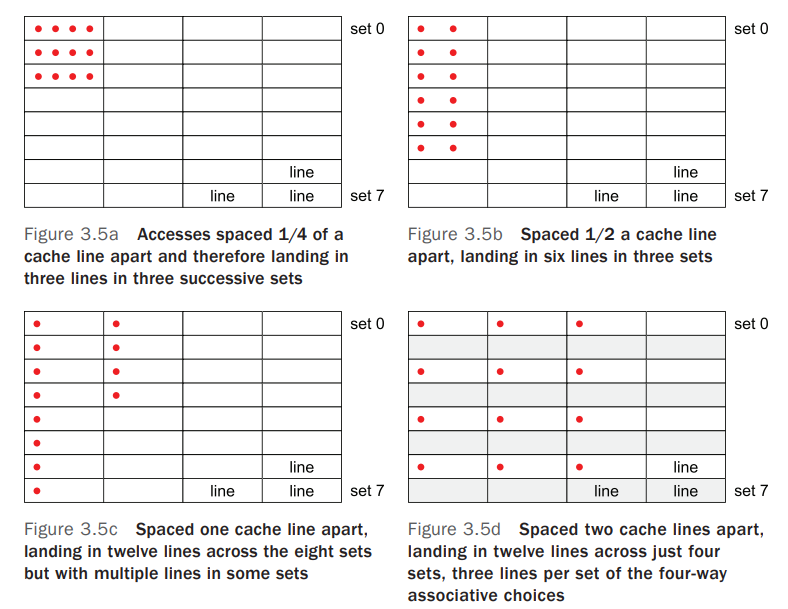 set 0
line
line
line
set 7
Figure 3.5a Accesses spaced 1/4 of a
cache line apart and therefore landing in
three lines in three successive sets
set 0
line
line
line
set 7
Figure 3.5b Spaced 1/2 a cache line
apart, landing in six lines in three sets
set 0
line
line
line
set 7
Figure 3.5c Spaced one cache line apart,
landing in twelve lines across the eight sets
but with multiple lines in some sets
set 0
line
line
line
set 7
Figure 3.5d Spaced two cache lines apart,
landing in twelve lines across just four
sets, three lines per set of the four-way
associative choices